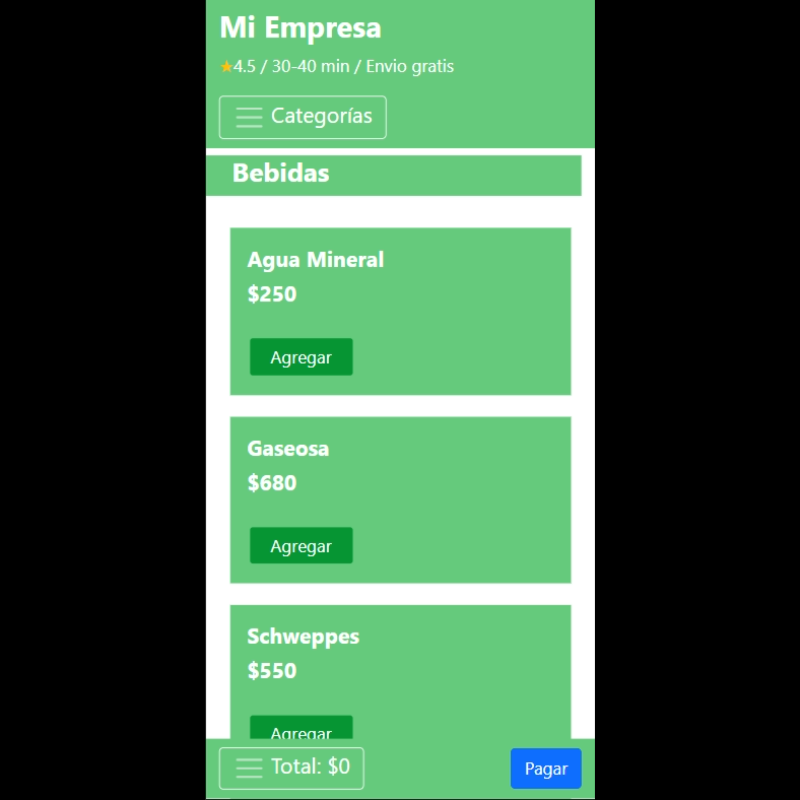 Mi Empresa
★4.5 / 30-40 min / Envio gratis
Categorías
Bebidas
Agua Mineral
$250
Agregar
Gaseosa
$680
Agregar
Schweppes
$550
Agregar
Total: $0
Pagar